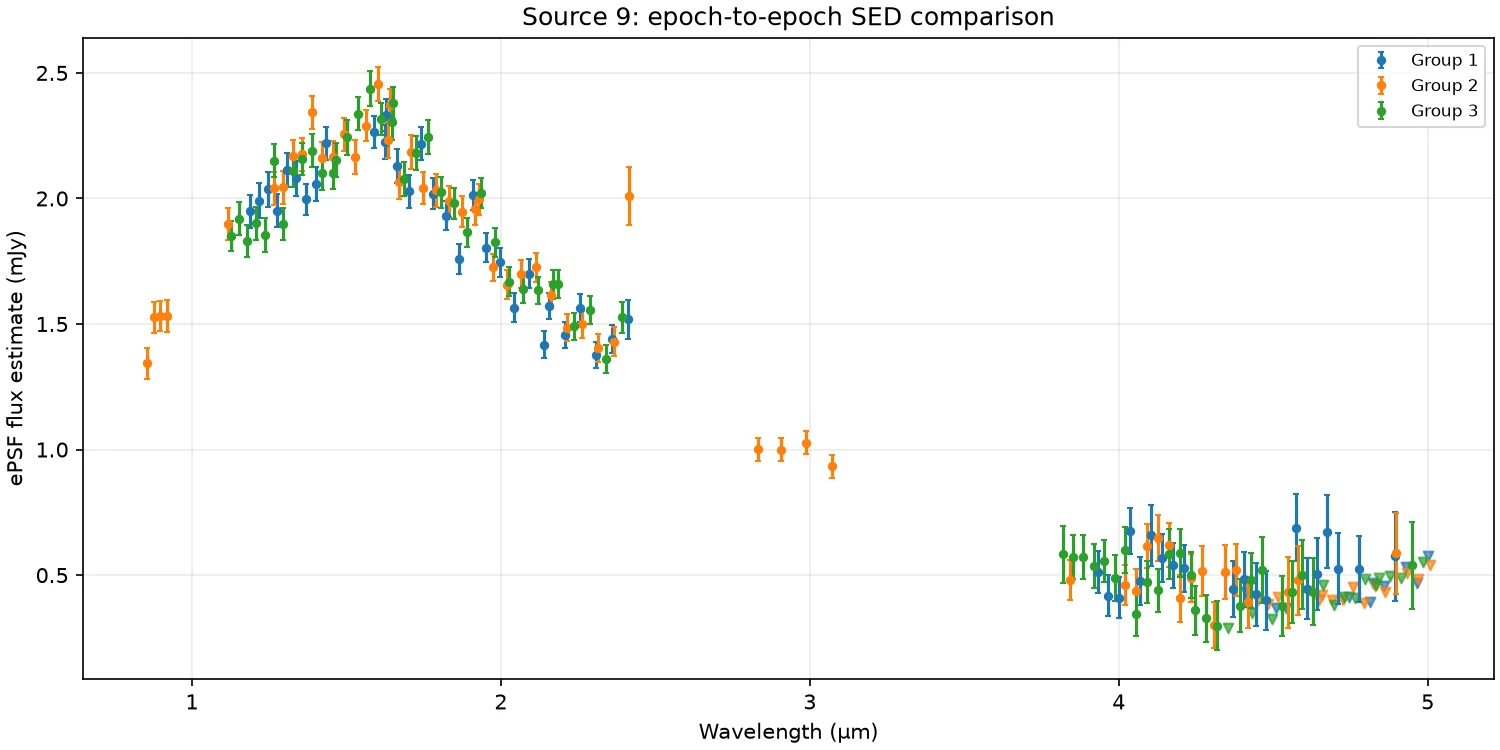 Source 9: epoch-to-epoch SED comparison
ePSF flux estimate (mJy)
2.5
2.0
1.5
1.0
0.5
Group 1
Group 2
Group 3
1 2 3 4 5
Wavelength (μm)